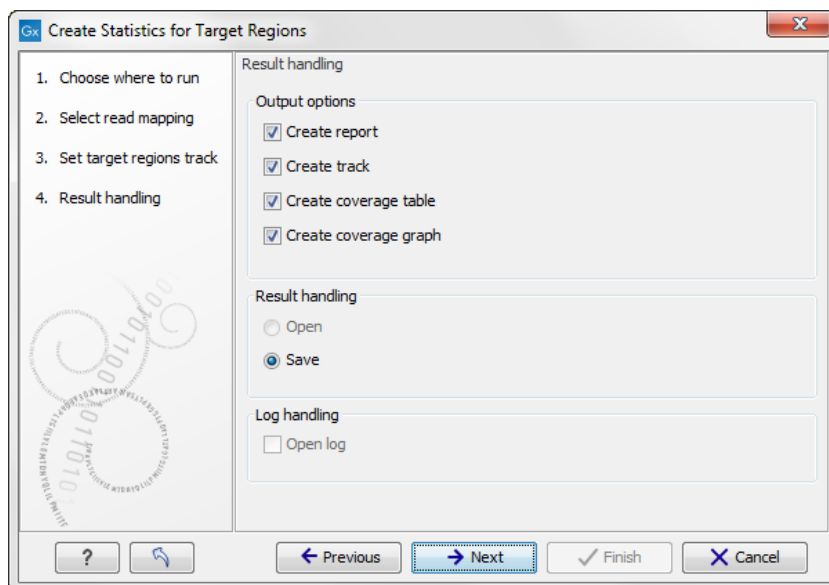 Gx Create Statistics for Target Regions
X
1. Choose where to run
2. Select read mapping
3. Set target regions track
4. Result handling
Result handling
Output options
Create report
Create track
Create coverage table
Create coverage graph
Result handling
Open
Save
Log handling
Open log
?
Previous
Next
Finish
Cancel